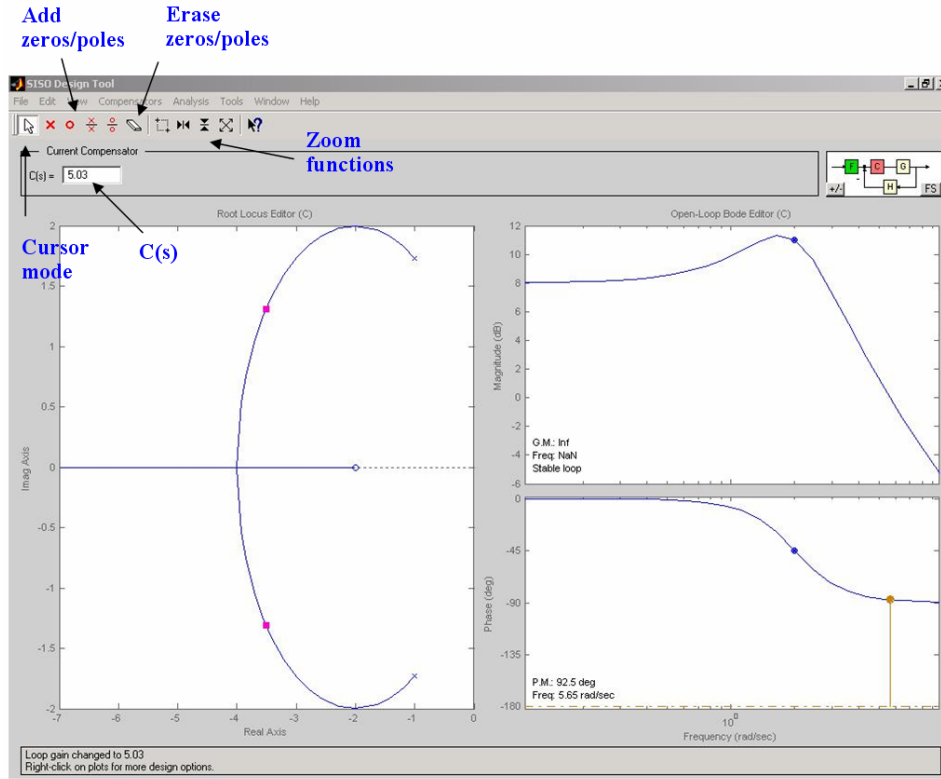 Add
zeros/poles
Erase
zeros/poles
SISO Design Tool
File Edit View Compensators Analysis Tools Window Help
Zoom
functions
Current Compensator
C(s) = 5.03
F C G
H
+/- FS
Cursor
mode
C(s)
Root Locus Editor (C)
2
1.5
1
0.5
0
-0.5
-1
-1.5
-2
Imag Axis
-7 -6 -5 -4 -3 -2 -1 0
Real Axis
Open-Loop Bode Editor (C)
12
10
8
6
4
2
0
-2
-4
-6
Magnitude (dB)
G.M.: Inf
Freq: NaN
Stable loop
0
-45
-90
-135
-180
Phase (deg)
P.M.: 92.5 deg
Freq: 5.65 rad/sec
10⁰
Frequency (rad/sec)
Loop gain changed to 5.03
Right-click on plots for more design options.